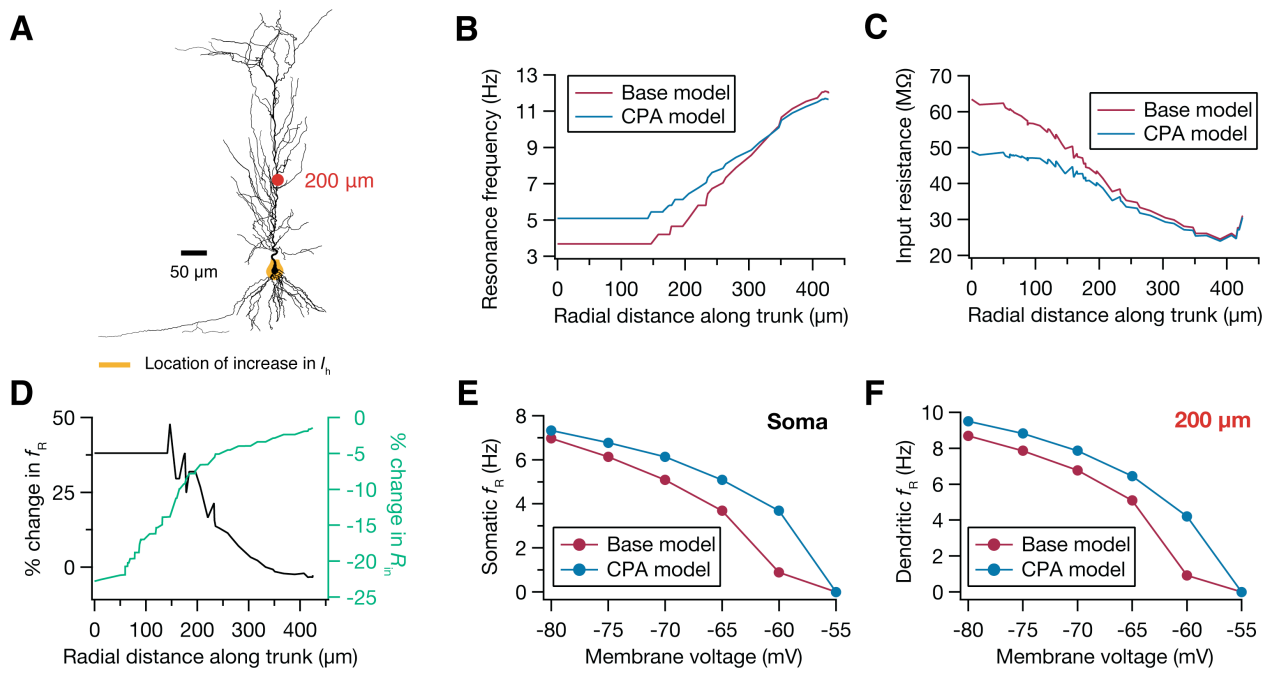 A
200 µm
50 µm
Location of increase in Ih
B
Resonance frequency (Hz)
13
11
9
7
5
3
Base model
CPA model
0 100 200 300 400
Radial distance along trunk (µm)
C
Input resistance (MΩ)
70
60
50
40
30
20
Base model
CPA model
0 100 200 300 400
Radial distance along trunk (µm)
D
% change in fR
50
25
0
0
-5
-10
-15
-20
-25
% change in Rin
0 100 200 300 400
Radial distance along trunk (µm)
E
Soma
Somatic fR (Hz)
8
6
4
2
0
Base model
CPA model
-80 -75 -70 -65 -60 -55
Membrane voltage (mV)
F
200 µm
Dendritic fR (Hz)
10
8
6
4
2
0
Base model
CPA model
-80 -75 -70 -65 -60 -55
Membrane voltage (mV)